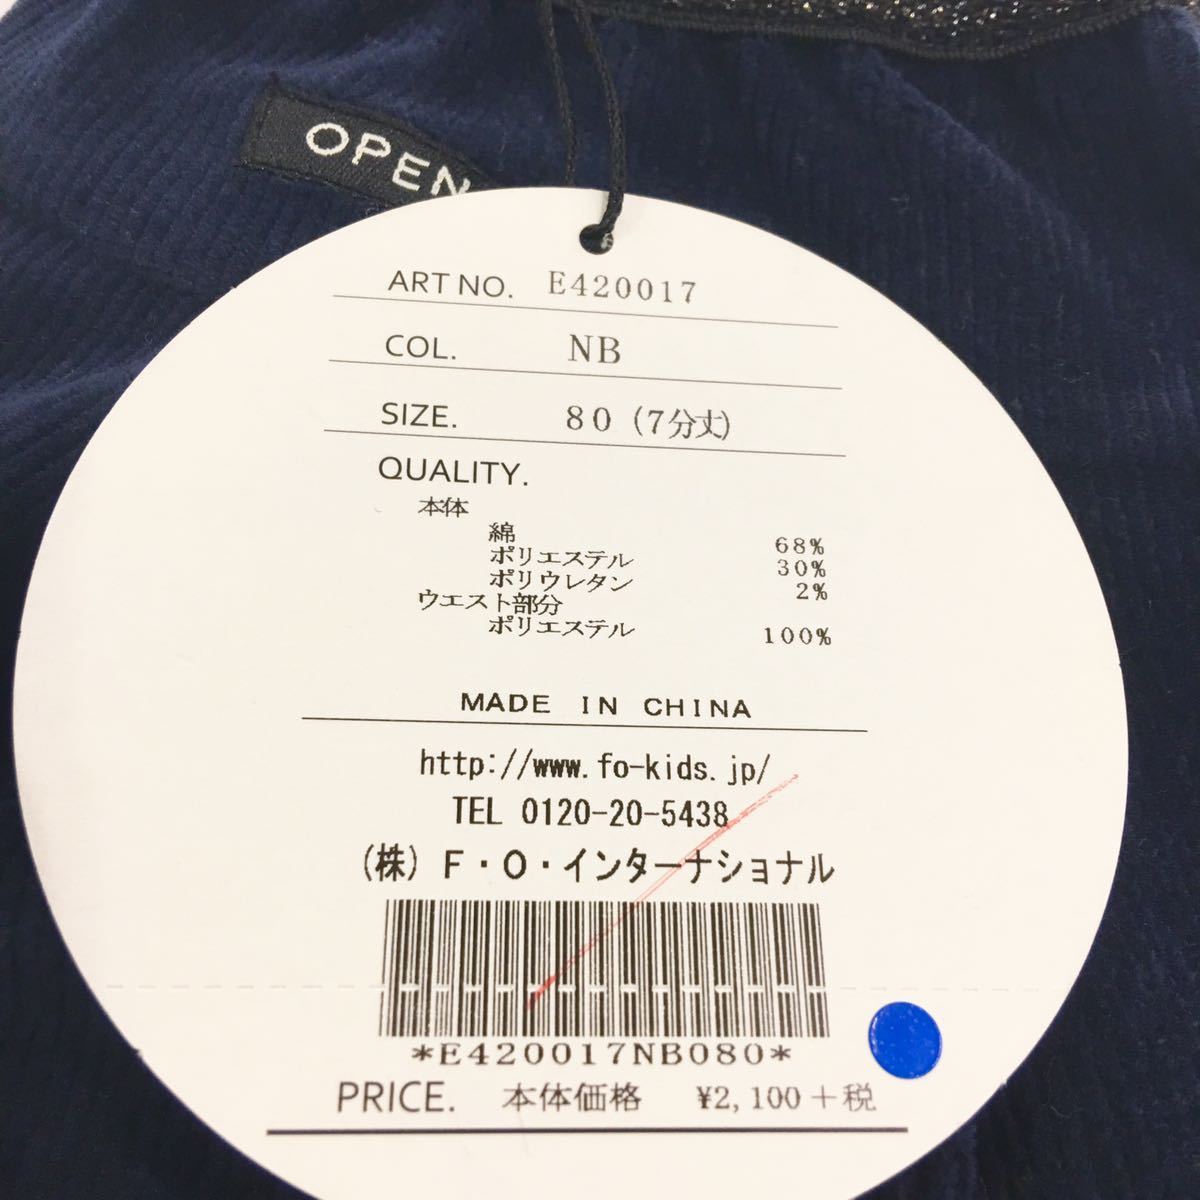 OPEN
ART NO. E420017
COL. NB
SIZE. 80 (7分丈)
QUALITY.
本体
綿 68%
ポリエステル 30%
ポリウレタン 2%
ウエスト部分
ポリエステル 100%
MADE IN CHINA
http://www.fo-kids.jp/
TEL 0120-20-5438
(株) F・O・インターナショナル
*E420017NB080*
PRICE. 本体価格 ¥2,100+税